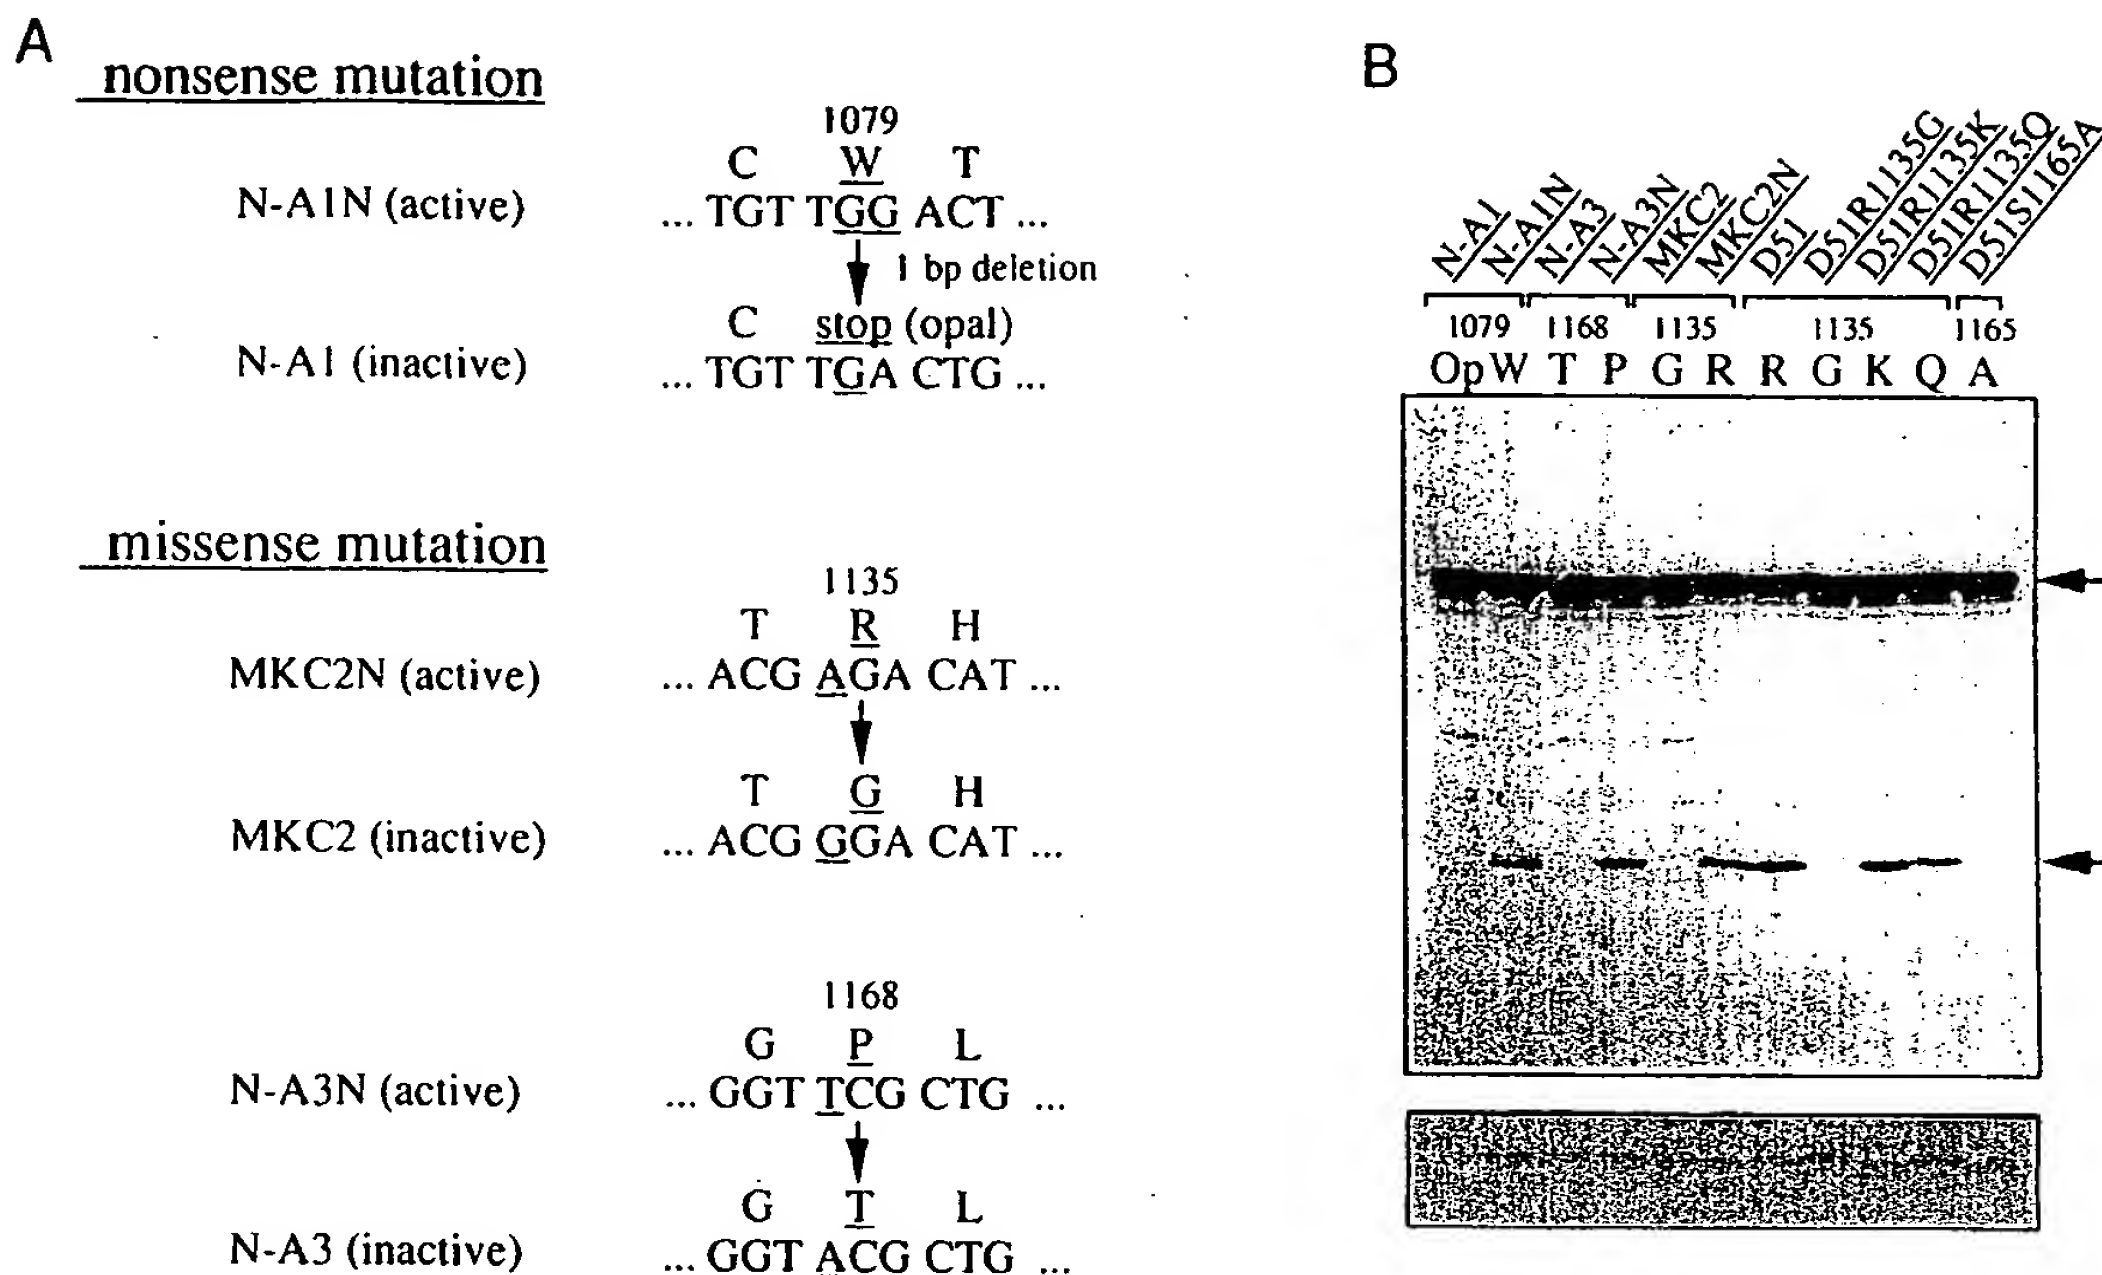 A
nonsense mutation
1079
C W T
N-A1N (active) ... TGT TGG ACT ...
1 bp deletion
C stop (opal)
N-A1 (inactive) ... TGT TGA CTG ...
missense mutation
1135
T R H
MKC2N (active) ... ACG AGA CAT ...
T G H
MKC2 (inactive) ... ACG GGA CAT ...
1168
G P L
N-A3N (active) ... GGT TCG CTG ...
G T L
N-A3 (inactive) ... GGT ACG CTG ...
B
N-A1
N-A1N
N-A3
N-A3N
MKC2
MKC2N
D51
D51R1135G
D51R1135K
D51R1135Q
D51S1165A
1079 1168 1135 1135 1165
Op W T P G R R G K Q A